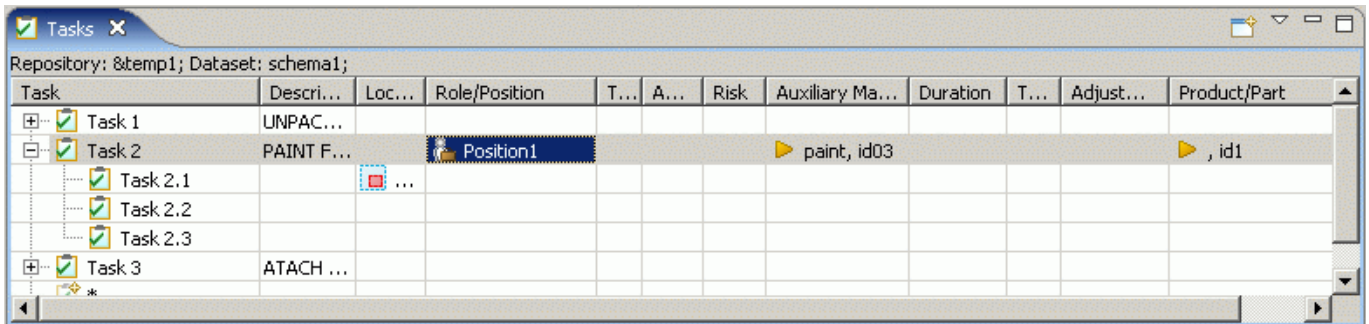 Tasks
Repository: &temp1; Dataset: schema1;
Task Descri... Loc... Role/Position T... A... Risk Auxiliary Ma... Duration T... Adjust... Product/Part
Task 1 UNPAC...
Task 2 PAINT F... Position1 paint, id03 , id1
Task 2.1 ...
Task 2.2
Task 2.3
Task 3 ATACH ...
*